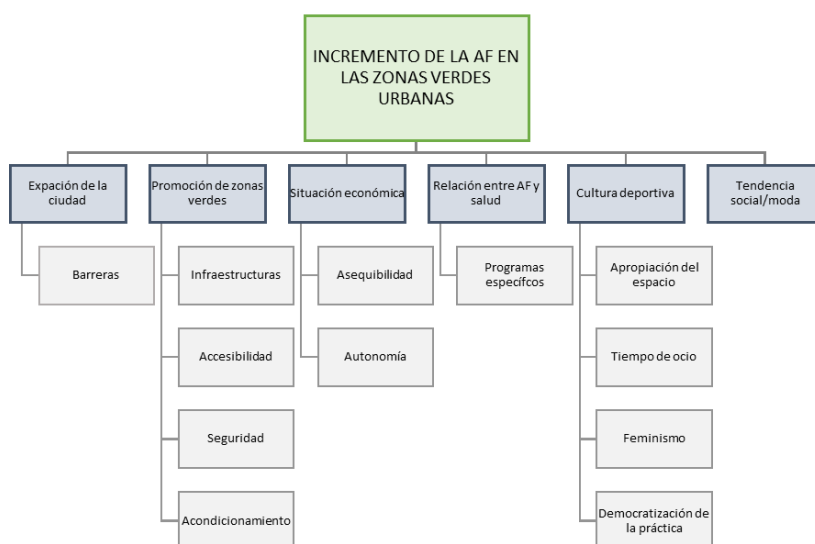 INCREMENTO DE LA AF EN
LAS ZONAS VERDES
URBANAS
Expación de la
ciudad
Promoción de zonas
verdes
Situación económica
Relación entre AF y
salud
Cultura deportiva
Tendencia
social/moda
Barreras
Infraestructuras
Asequibilidad
Programas
específcos
Apropiación del
espacio
Accesibilidad
Autonomía
Tiempo de ocio
Seguridad
Feminismo
Acondicionamiento
Democratización de
la práctica